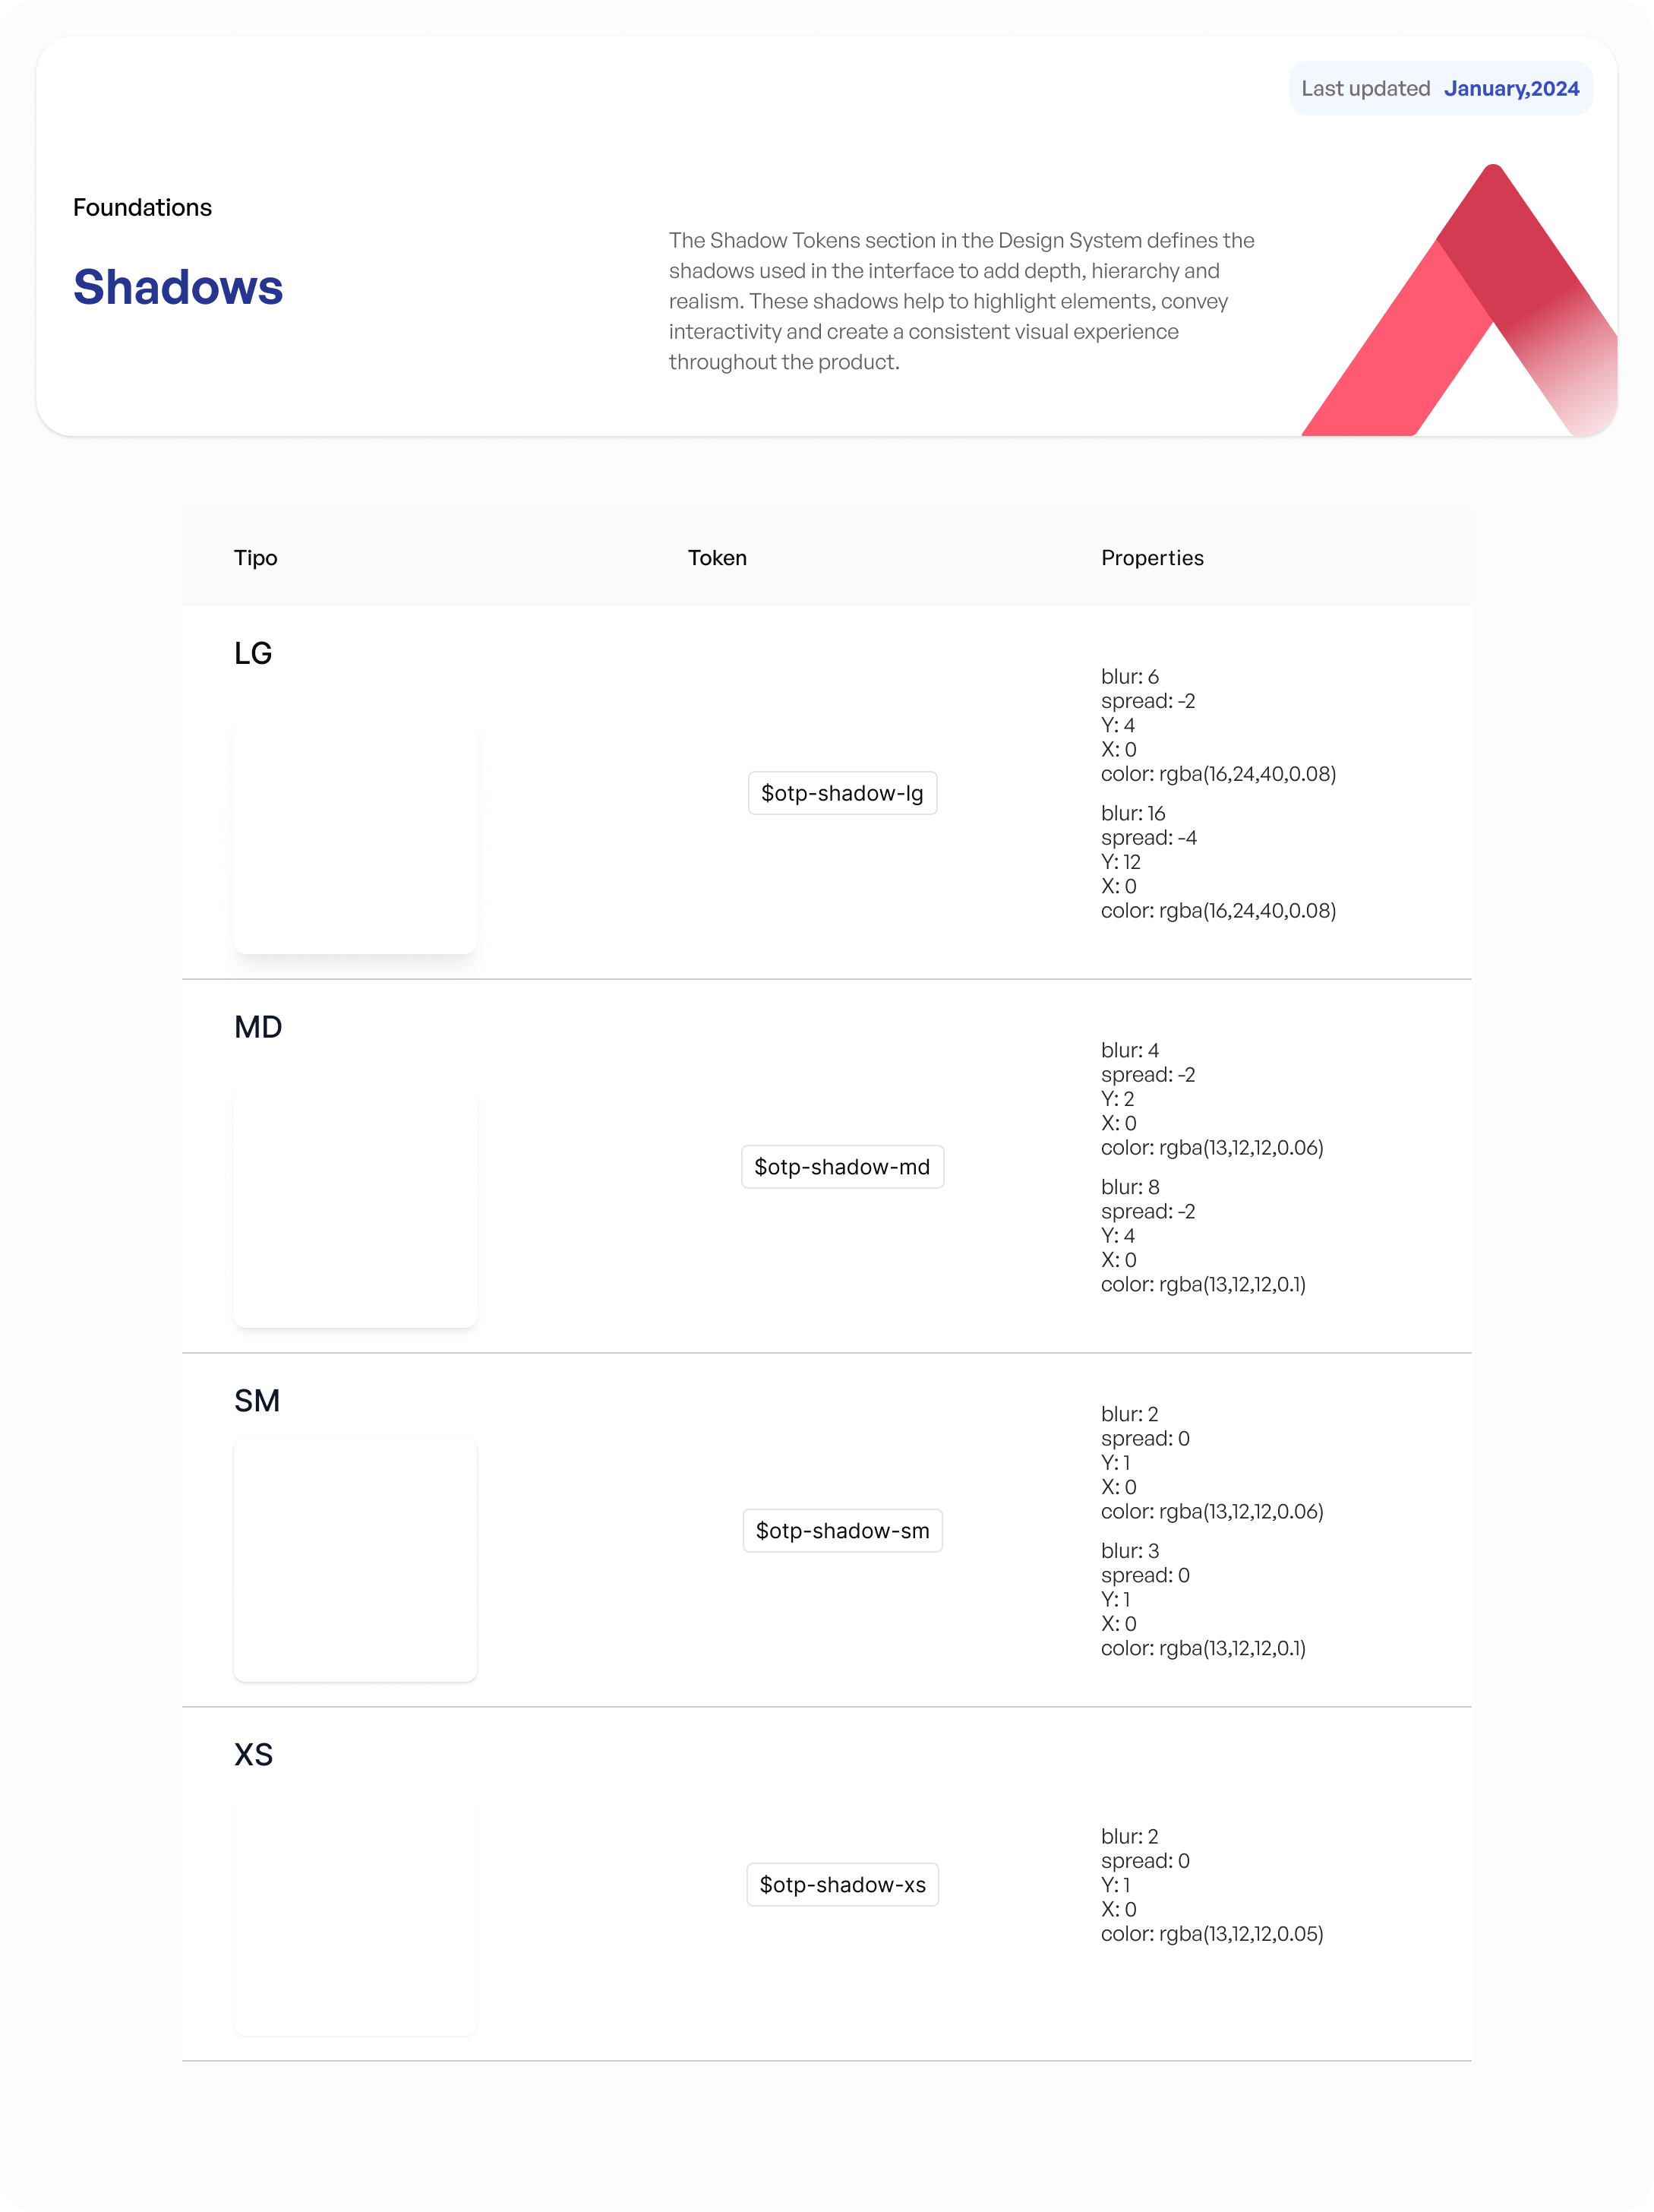 Last updated January,2024
Foundations
Shadows
The Shadow Tokens section in the Design System defines the
shadows used in the interface to add depth, hierarchy and
realism. These shadows help to highlight elements, convey
interactivity and create a consistent visual experience
throughout the product.
Tipo Token Properties
LG
$otp-shadow-lg
blur: 6
spread: -2
Y: 4
X: 0
color: rgba(16,24,40,0.08)
blur: 16
spread: -4
Y: 12
X: 0
color: rgba(16,24,40,0.08)
MD
$otp-shadow-md
blur: 4
spread: -2
Y: 2
X: 0
color: rgba(13,12,12,0.06)
blur: 8
spread: -2
Y: 4
X: 0
color: rgba(13,12,12,0.1)
SM
$otp-shadow-sm
blur: 2
spread: 0
Y: 1
X: 0
color: rgba(13,12,12,0.06)
blur: 3
spread: 0
Y: 1
X: 0
color: rgba(13,12,12,0.1)
XS
$otp-shadow-xs
blur: 2
spread: 0
Y: 1
X: 0
color: rgba(13,12,12,0.05)